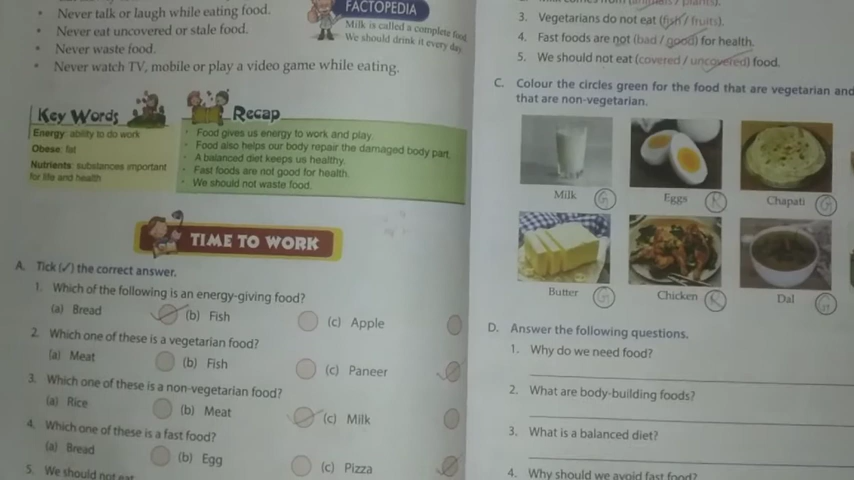 • Never talk or laugh while eating food.
• Never eat uncovered or stale food.
• Never waste food.
• Never watch TV, mobile or play a video game while eating.
FACTOPEDIA
Milk is called a complete food.
We should drink it every day.
Key Words
Energy: ability to do work
Obese: fat
Nutrients: substances important
for life and health
Recap
• Food gives us energy to work and play.
• Food also helps our body repair the damaged body part.
• A balanced diet keeps us healthy.
• Fast foods are not good for health.
• We should not waste food.
TIME TO WORK
A. Tick (✓) the correct answer.
1. Which of the following is an energy-giving food?
(a) Bread (b) Fish (c) Apple
2. Which one of these is a vegetarian food?
(a) Meat (b) Fish (c) Paneer
3. Which one of these is a non-vegetarian food?
(a) Rice (b) Meat (c) Milk
4. Which one of these is a fast food?
(a) Bread (b) Egg (c) Pizza
5. We should not eat
3. Vegetarians do not eat (fish / fruits).
4. Fast foods are not (bad / good) for health.
5. We should not eat (covered / uncovered) food.
C. Colour the circles green for the food that are vegetarian and
that are non-vegetarian.
Milk G Eggs R Chapati G
Butter G Chicken R Dal G
D. Answer the following questions.
1. Why do we need food?
2. What are body-building foods?
3. What is a balanced diet?
4. Why should we avoid fast food?